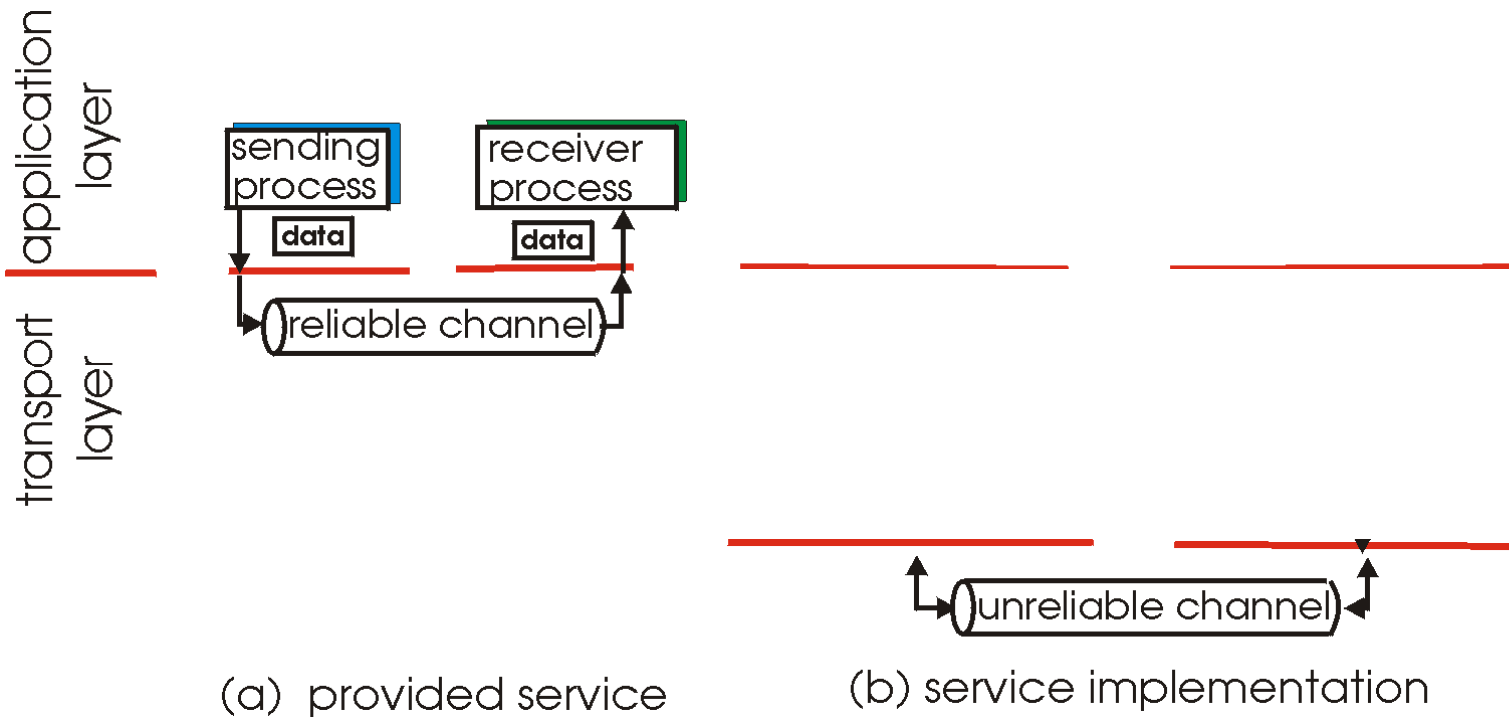 application
layer
transport
layer
sending
process
receiver
process
data
data
reliable channel
unreliable channel
(a) provided service
(b) service implementation